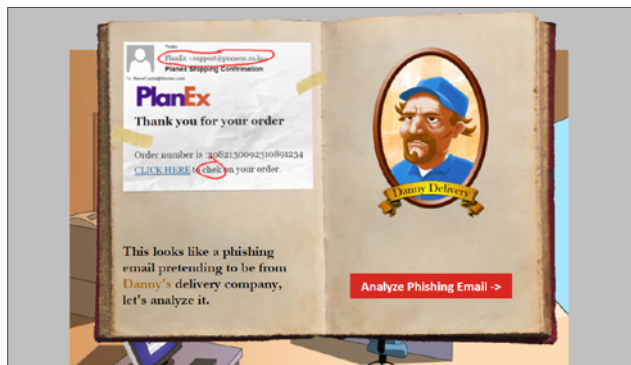 Today
PlanEx
Planex Shipping Confirmation
PlanEx
Thank you for your order
Order number is :2082130092310891234
CLICK HERE to chek on your order.
This looks like a phishing
email pretending to be from
Danny's delivery company,
let's analyze it.
Danny Delivery
Analyze Phishing Email ->